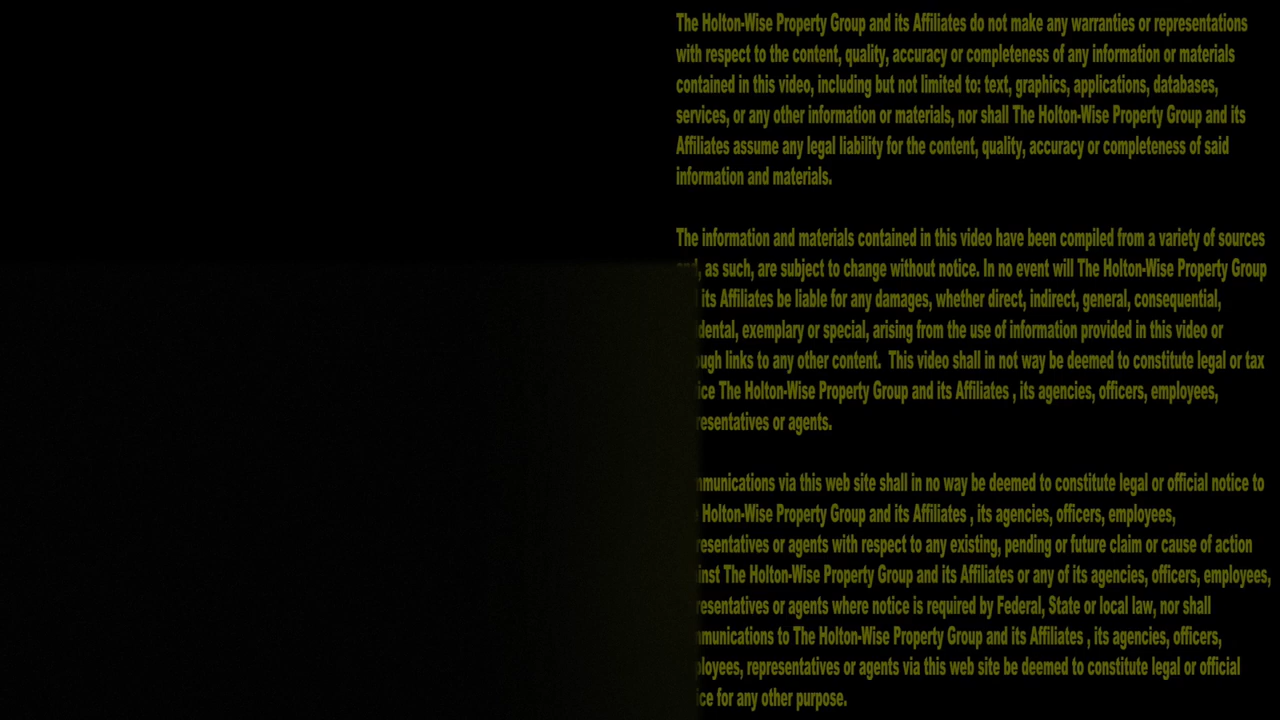 The Holton-Wise Property Group and its Affiliates do not make any warranties or representations
with respect to the content, quality, accuracy or completeness of any information or materials
contained in this video, including but not limited to: text, graphics, applications, databases,
services, or any other information or materials, nor shall The Holton-Wise Property Group and its
Affiliates assume any legal liability for the content, quality, accuracy or completeness of said
information and materials.
The information and materials contained in this video have been compiled from a variety of sources
as such, are subject to change without notice. In no event will The Holton-Wise Property Group
its Affiliates be liable for any damages, whether direct, indirect, general, consequential,
dental, exemplary or special, arising from the use of information provided in this video or
ugh links to any other content. This video shall in not way be deemed to constitute legal or tax
ice The Holton-Wise Property Group and its Affiliates , its agencies, officers, employees,
resentatives or agents.
munications via this web site shall in no way be deemed to constitute legal or official notice to
Holton-Wise Property Group and its Affiliates , its agencies, officers, employees,
resentatives or agents with respect to any existing, pending or future claim or cause of action
inst The Holton-Wise Property Group and its Affiliates or any of its agencies, officers, employees,
resentatives or agents where notice is required by Federal, State or local law, nor shall
munications to The Holton-Wise Property Group and its Affiliates , its agencies, officers,
ployees, representatives or agents via this web site be deemed to constitute legal or official
ice for any other purpose.